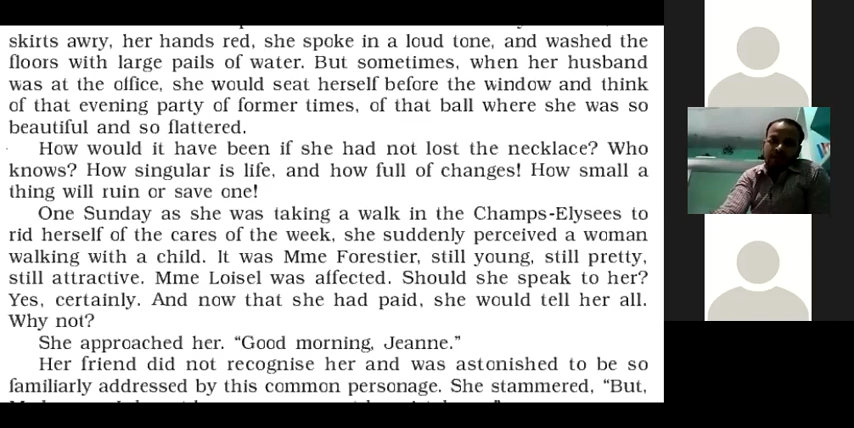 skirts awry, her hands red, she spoke in a loud tone, and washed the
floors with large pails of water. But sometimes, when her husband
was at the office, she would seat herself before the window and think
of that evening party of former times, of that ball where she was so
beautiful and so flattered.
How would it have been if she had not lost the necklace? Who
knows? How singular is life, and how full of changes! How small a
thing will ruin or save one!
One Sunday as she was taking a walk in the Champs-Elysees to
rid herself of the cares of the week, she suddenly perceived a woman
walking with a child. It was Mme Forestier, still young, still pretty,
still attractive. Mme Loisel was affected. Should she speak to her?
Yes, certainly. And now that she had paid, she would tell her all.
Why not?
She approached her. “Good morning, Jeanne.”
Her friend did not recognise her and was astonished to be so
familiarly addressed by this common personage. She stammered, “But,